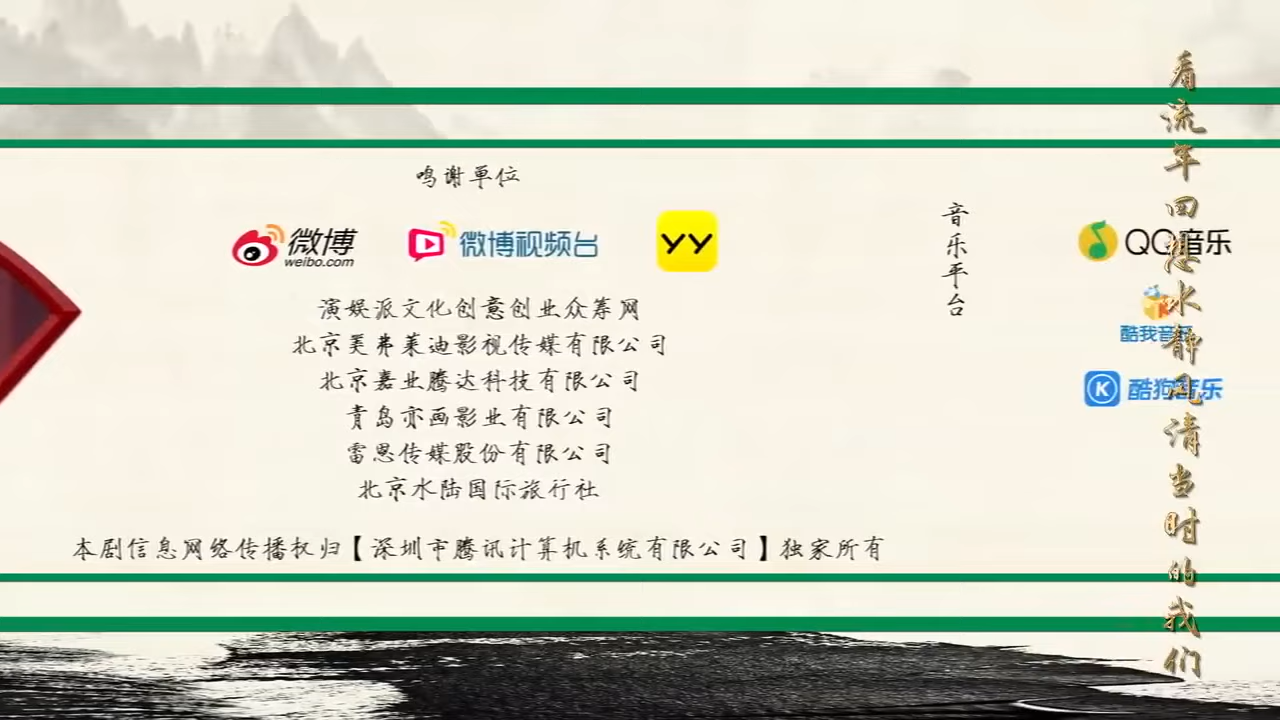 鸣谢单位
微博
weibo.com
微博视频台
YY
演娱派文化创意创业众筹网
北京美弗莱迪影视传媒有限公司
北京嘉业腾达科技有限公司
青岛亦画影业有限公司
雷恩传媒股份有限公司
北京水陆国际旅行社
本剧信息网络传播权归【深圳市腾讯计算机系统有限公司】独家所有
音乐平台
QQ音乐
酷我音乐
K 酷狗音乐
看流年回想水静风清当时的我们